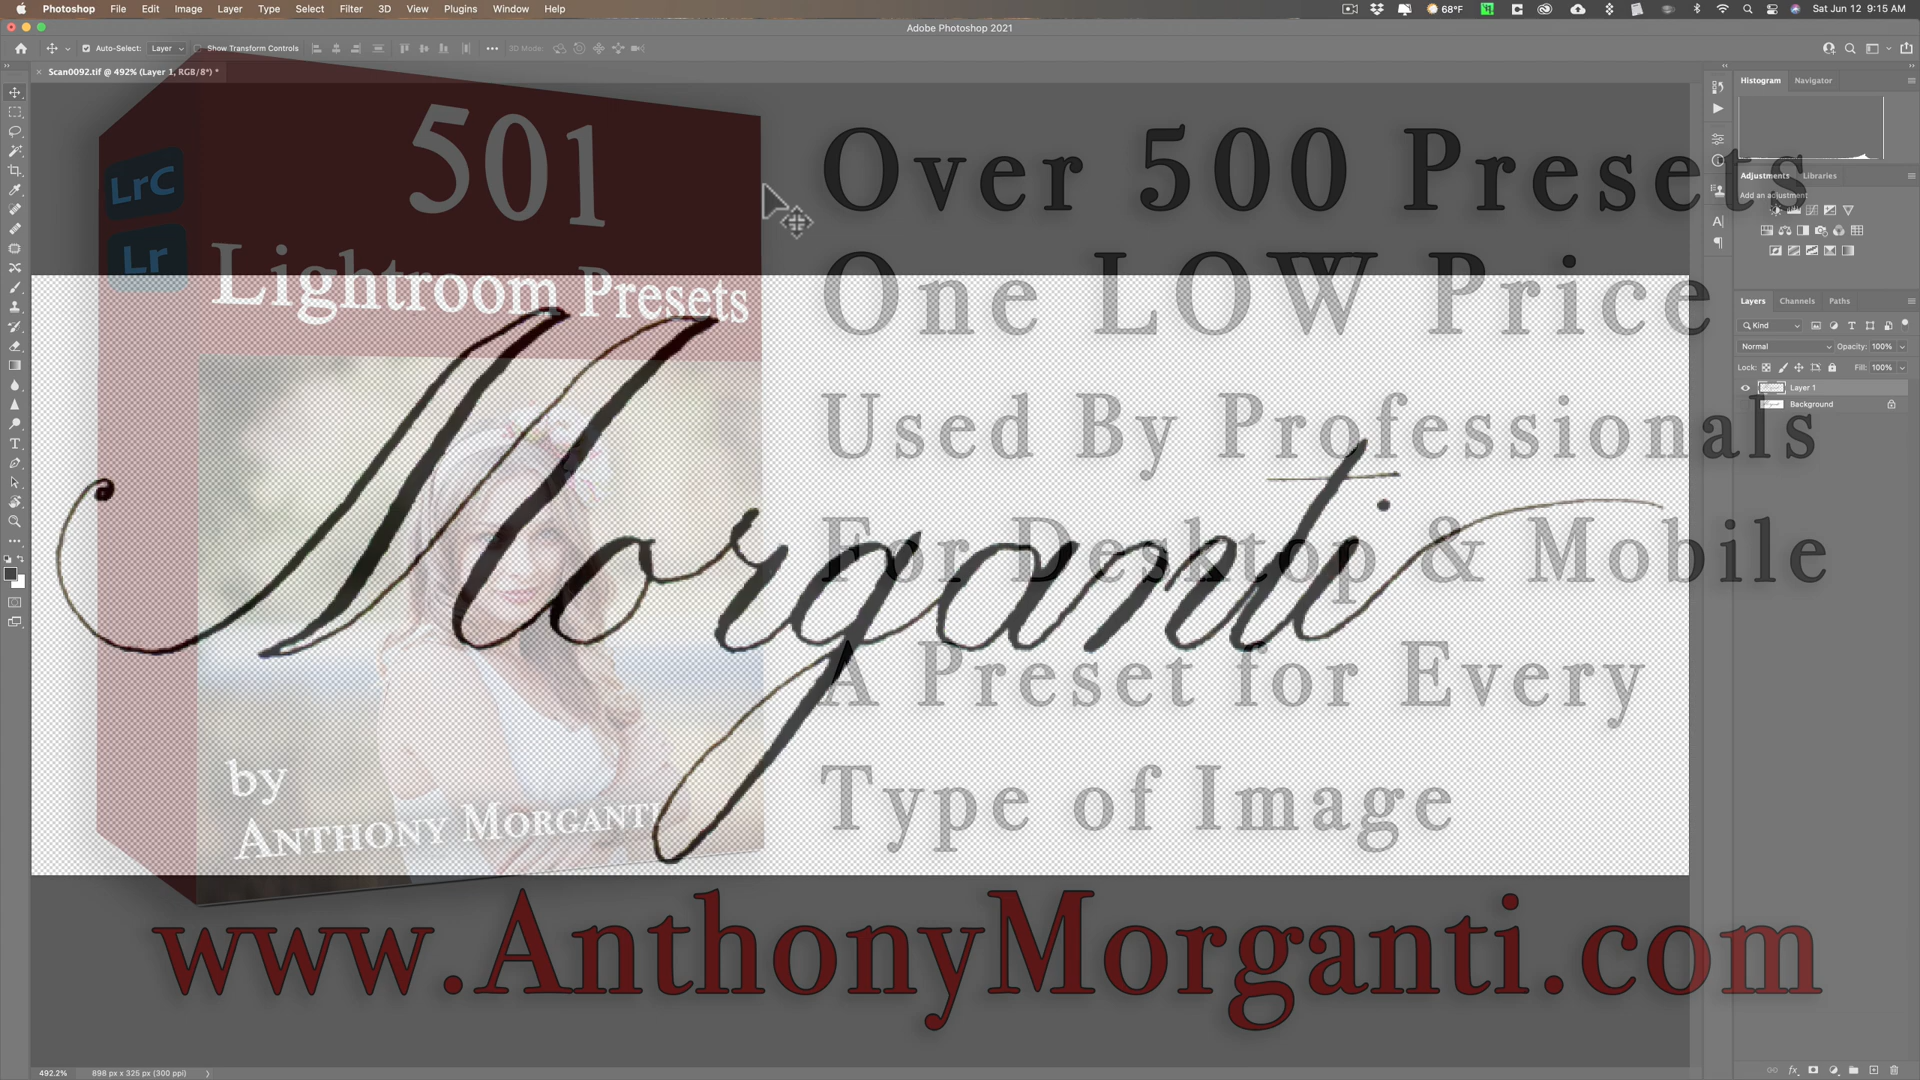 Photoshop File Edit Image Layer Type Select Filter 3D View Plugins Window Help 68°F Sat Jun 12 9:15 AM
Adobe Photoshop 2021
Auto-Select: Layer Show Transform Controls 3D Mode:
Scan0092.tif @ 492% (Layer 1, RGB/8*) *
Histogram Navigator
Adjustments Libraries
Add an adjustment
Layers Channels Paths
Kind
Normal Opacity: 100%
Lock: Fill: 100%
Layer 1
Background
LrC
Lr
501
Lightroom Presets
by
Anthony Morganti
Morganti
Over 500 Presets
One LOW Price
Used By Professionals
For Desktop & Mobile
A Preset for Every
Type of Image
www.AnthonyMorganti.com
492.2% 898 px x 325 px (300 ppi)